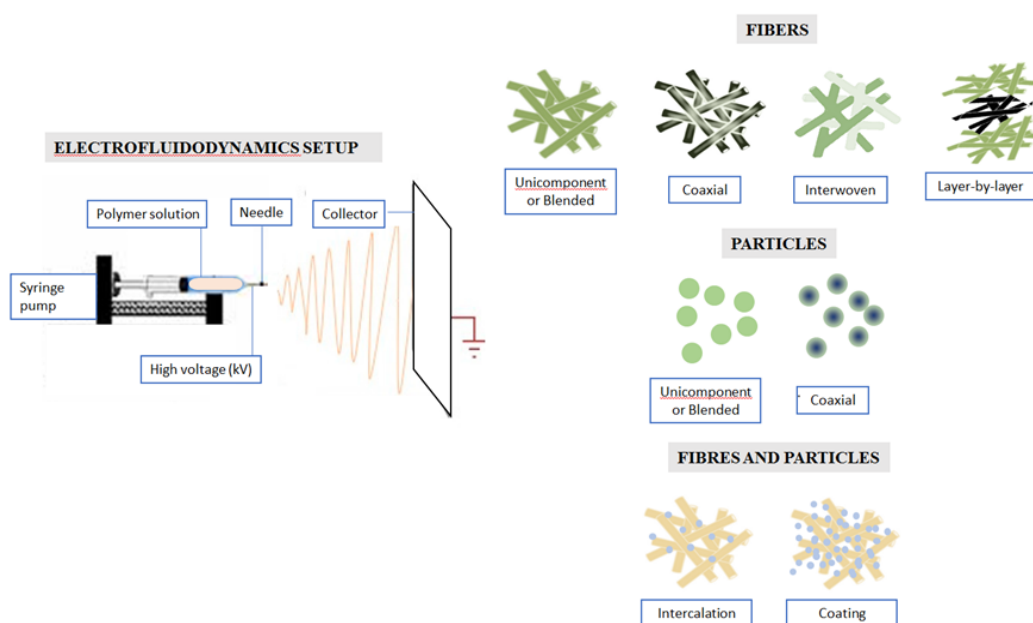 FIBERS
Unicomponent
or Blended
Coaxial
Interwoven
Layer-by-layer
ELECTROFLUIDODYNAMICS SETUP
Polymer solution
Needle
Collector
Syringe
pump
High voltage (kV)
PARTICLES
Unicomponent
or Blended
Coaxial
FIBRES AND PARTICLES
Intercalation
Coating